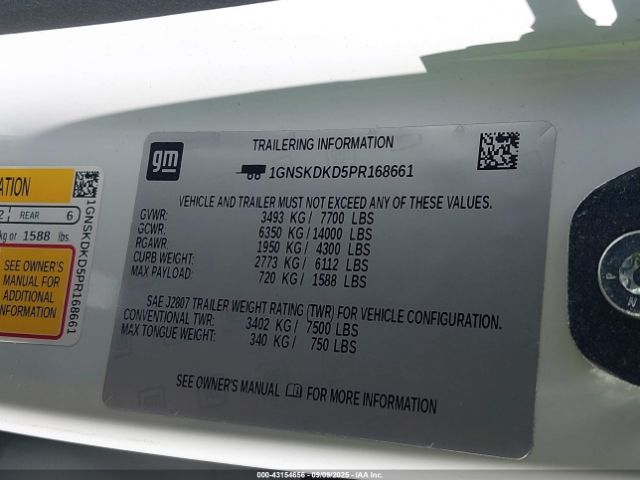 gm
TRAILERING INFORMATION
1GNSKDKD5PR168661
VEHICLE AND TRAILER MUST NOT EXCEED ANY OF THESE VALUES.
GVWR: 3493 KG / 7700 LBS
GCWR: 6350 KG / 14000 LBS
RGAWR: 1950 KG / 4300 LBS
CURB WEIGHT: 2773 KG / 6112 LBS
MAX PAYLOAD: 720 KG / 1588 LBS
SAE J2807 TRAILER WEIGHT RATING (TWR) FOR VEHICLE CONFIGURATION.
CONVENTIONAL TWR: 3402 KG / 7500 LBS
MAX TONGUE WEIGHT: 340 KG / 750 LBS
SEE OWNER'S MANUAL FOR MORE INFORMATION
ATION
2 REAR 6
kg or 1588 lbs.
SEE OWNER'S
MANUAL FOR
ADDITIONAL
INFORMATION
1GNSKDKD5PR168661
P
N
000-43154656 - 09/09/2025 - IAA Inc.